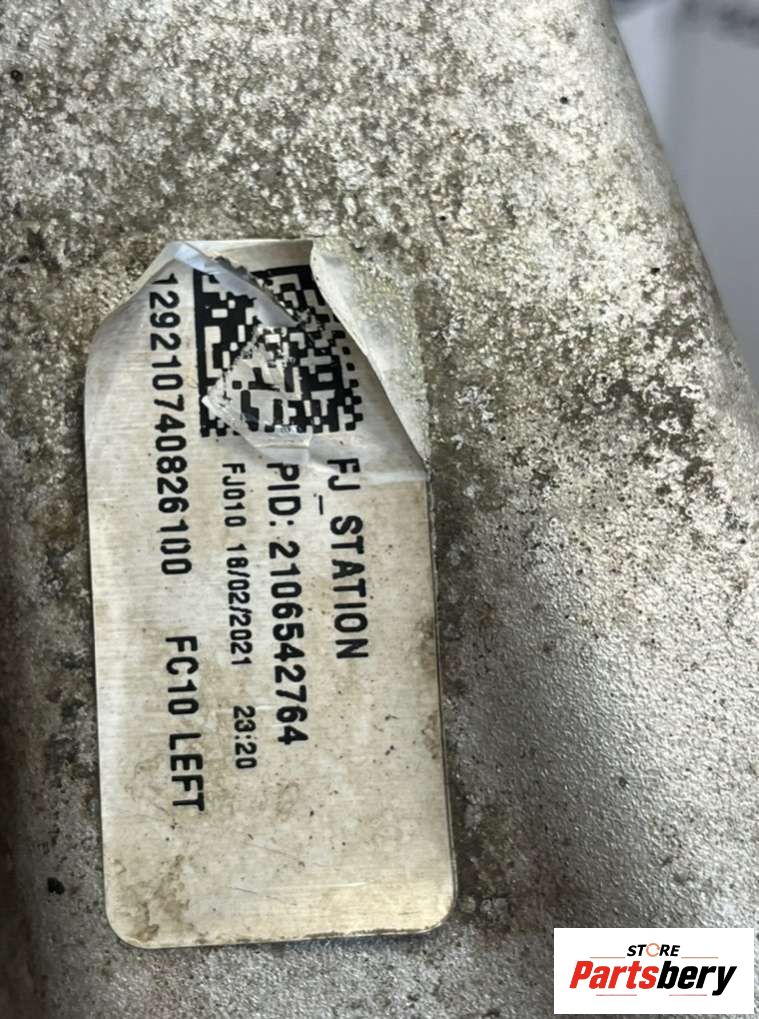 FJ_STATION
PID: 2106542764
FJ010 18/02/2021 23:20
129210740826100 FC10 LEFT
STORE
Partsbery